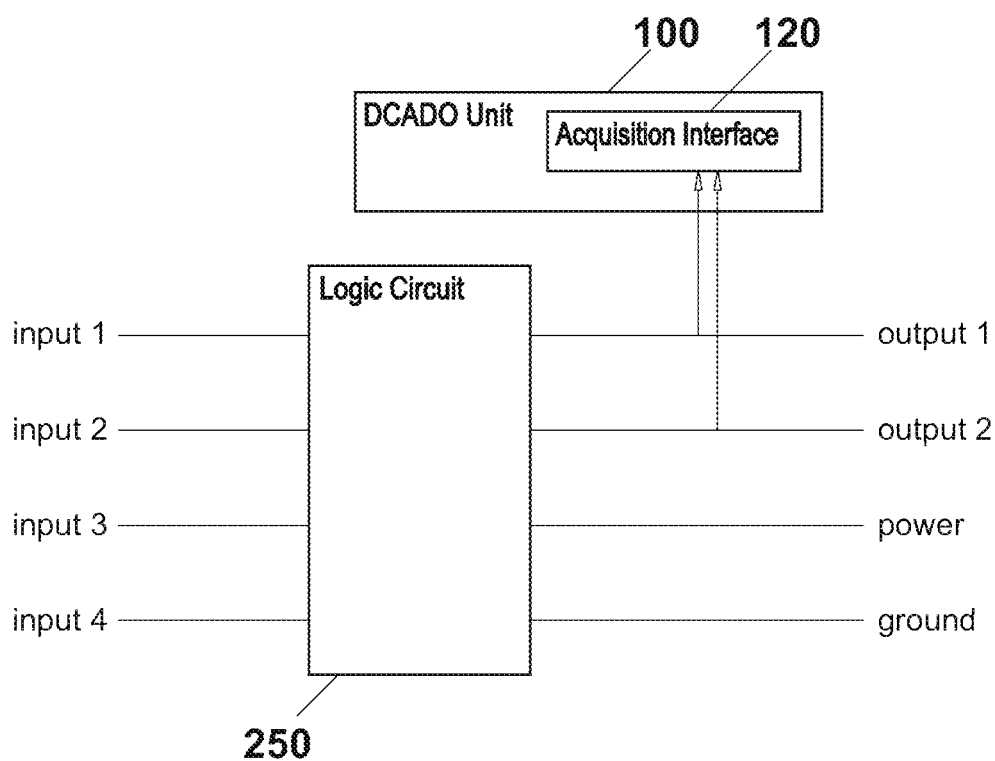 100 120
DCADO Unit
Acquisition Interface
Logic Circuit
input 1
output 1
input 2
output 2
input 3
power
input 4
ground
250